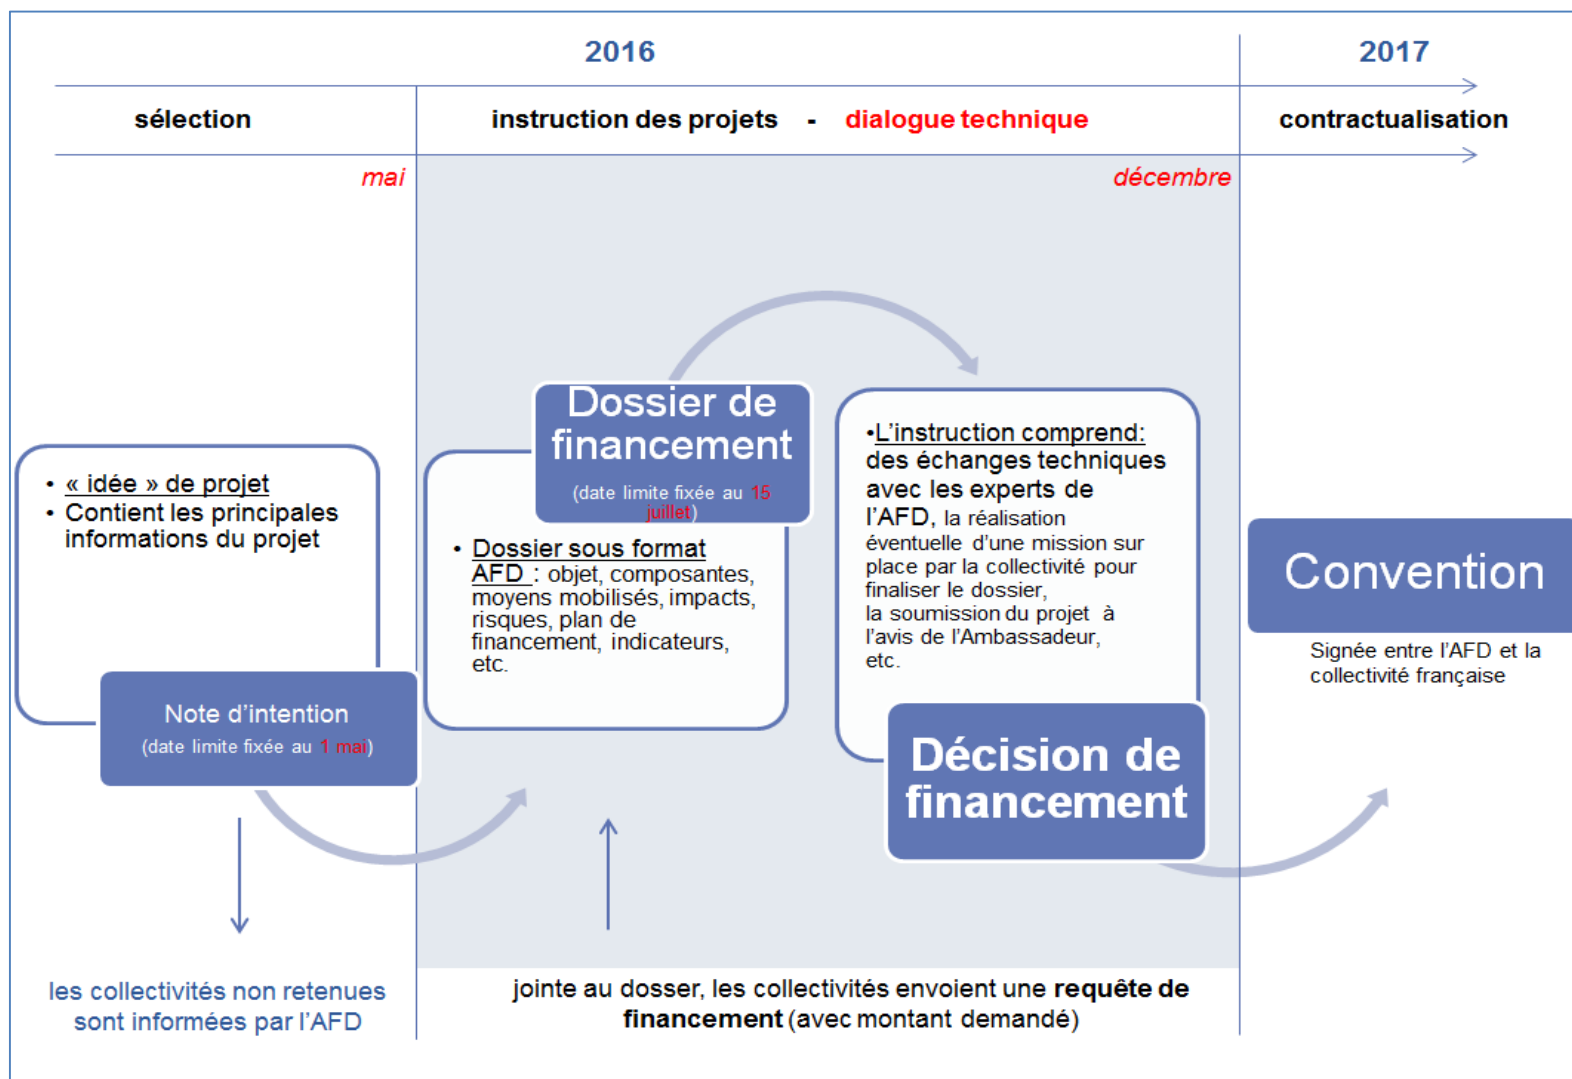 2016
2017
sélection
instruction des projets - dialogue technique
contractualisation
mai
décembre
• « idée » de projet
• Contient les principales
informations du projet
Note d'intention
(date limite fixée au 1 mai)
les collectivités non retenues
sont informées par l'AFD
Dossier de
financement
(date limite fixée au 15
juillet)
• Dossier sous format
AFD : objet, composantes,
moyens mobilisés, impacts,
risques, plan de
financement, indicateurs,
etc.
jointe au dosser, les collectivités envoient une requête de
financement (avec montant demandé)
•L'instruction comprend:
des échanges techniques
avec les experts de
l'AFD, la réalisation
éventuelle d'une mission sur
place par la collectivité pour
finaliser le dossier,
la soumission du projet à
l'avis de l'Ambassadeur,
etc.
Décision de
financement
Convention
Signée entre l'AFD et la
collectivité française